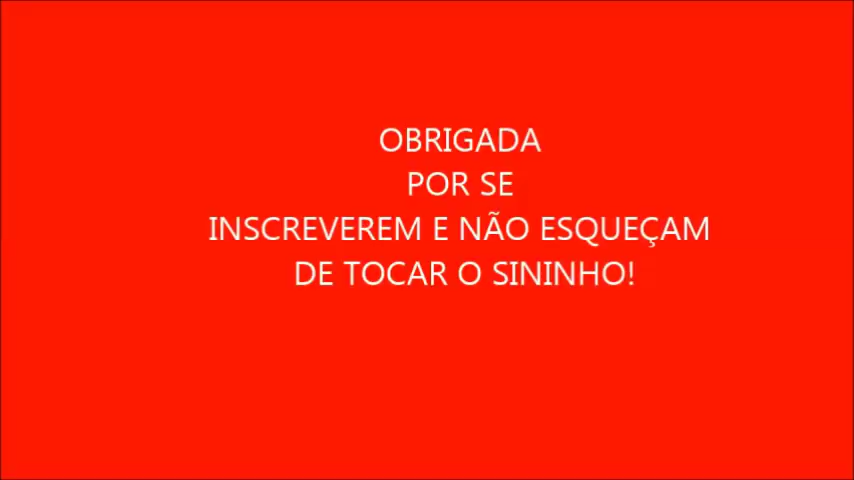 OBRIGADA
POR SE
INSCREVEREM E NÃO ESQUEÇAM
DE TOCAR O SININHO!